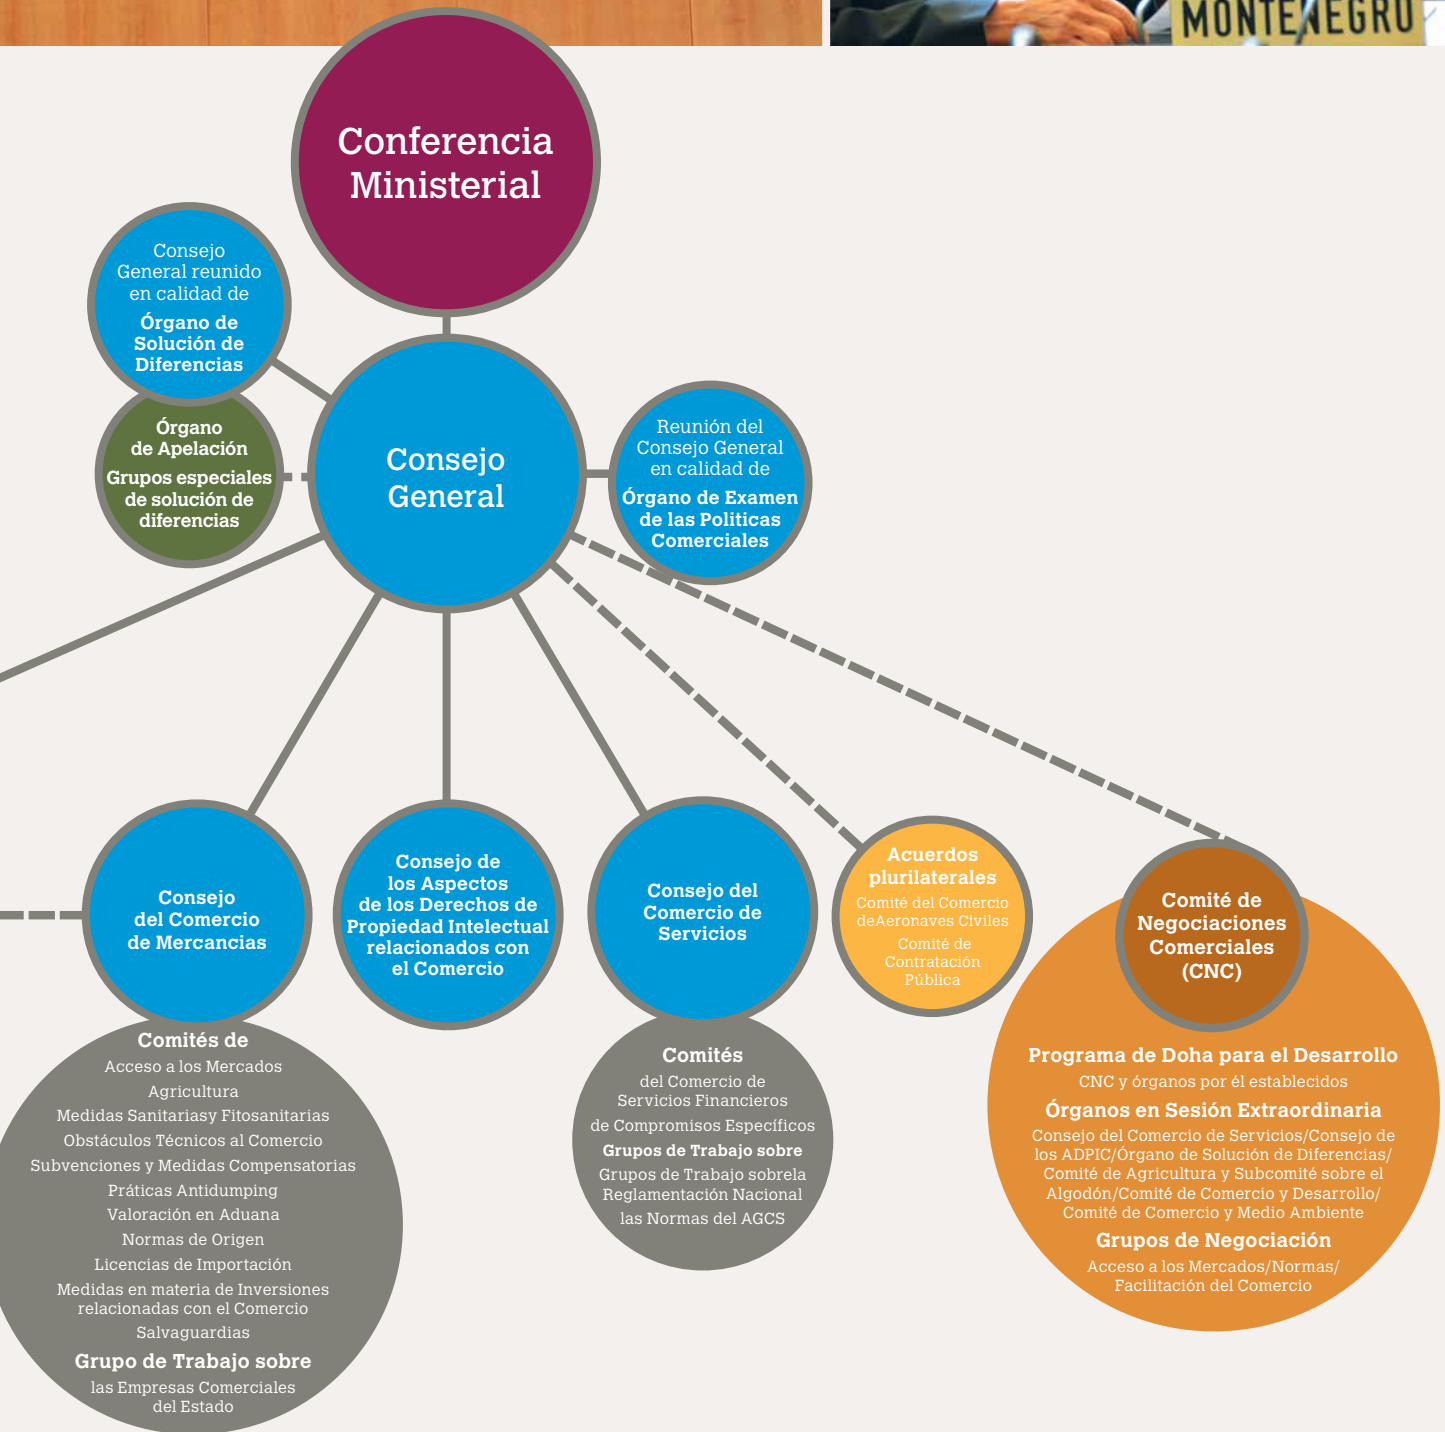 MONTENEGRO
Conferencia
Ministerial
Consejo
General reunido
en calidad de
Órgano de
Solución de
Diferencias
Órgano
de Apelación
Grupos especiales
de solución de
diferencias
Consejo
General
Reunión del
Consejo General
en calidad de
Órgano de Examen
de las Politicas
Comerciales
Consejo
del Comercio
de Mercancias
Consejo de
los Aspectos
de los Derechos de
Propiedad Intelectual
relacionados con
el Comercio
Consejo del
Comercio de
Servicios
Acuerdos
plurilaterales
Comité del Comercio
deAeronaves Civiles
Comité de
Contratación
Pública
Comité de
Negociaciones
Comerciales
(CNC)
Comités de
Acceso a los Mercados
Agricultura
Medidas Sanitariasy Fitosanitarias
Obstáculos Técnicos al Comercio
Subvenciones y Medidas Compensatorias
Práticas Antidumping
Valoración en Aduana
Normas de Origen
Licencias de Importación
Medidas en materia de Inversiones
relacionadas con el Comercio
Salvaguardias
Grupo de Trabajo sobre
las Empresas Comerciales
del Estado
Comités
del Comercio de
Servicios Financieros
de Compromisos Específicos
Grupos de Trabajo sobre
Grupos de Trabajo sobrela
Reglamentación Nacional
las Normas del AGCS
Programa de Doha para el Desarrollo
CNC y órganos por él establecidos
Órganos en Sesión Extraordinaria
Consejo del Comercio de Servicios/Consejo de
los ADPIC/Órgano de Solución de Diferencias/
Comité de Agricultura y Subcomité sobre el
Algodón/Comité de Comercio y Desarrollo/
Comité de Comercio y Medio Ambiente
Grupos de Negociación
Acceso a los Mercados/Normas/
Facilitación del Comercio